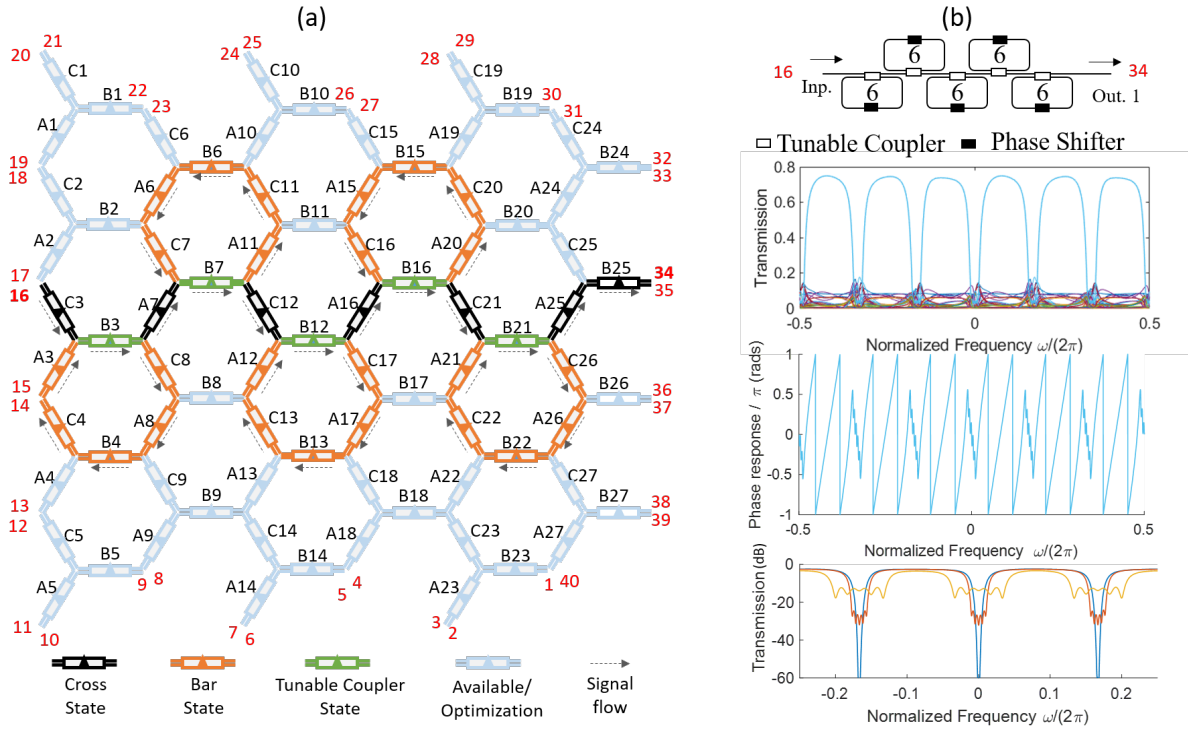 (a)
(b)
21
20
25
24
29
28
C1
C10
C19
B1
22
23
B10
26
27
B19
30
31
A1
C6
A10
C15
A19
C24
B6
B15
B24
32
33
19
18
C2
A6
C11
A15
C20
A24
B2
B11
B20
A2
C7
A11
C16
A20
C25
17
16
B7
B16
B25
34
35
C3
A7
C12
A16
C21
A25
B3
B12
B21
A3
C8
A12
C17
A21
C26
15
14
B8
B17
B26
36
37
C4
A8
C13
A17
C22
A26
B4
B13
B22
A4
C9
A13
C18
A22
C27
13
12
B9
B18
B27
38
39
C5
A9
C14
A18
C23
A27
B5
B14
B23
A5
9
8
A14
5
4
A23
1
40
11
10
7
6
3
2
Cross
State
Bar
State
Tunable Coupler
State
Available/
Optimization
Signal
flow
6
6
16
34
Inp.
6
6
6
Out. 1
Tunable Coupler
Phase Shifter
Transmission
0.8
0.6
0.4
0.2
0
-0.5
0
0.5
Normalized Frequency ω/(2π)
Phase response / π (rads)
1
0.5
0
-0.5
-1
-0.5
0
0.5
Normalized Frequency ω/(2π)
Transmission (dB)
0
-20
-40
-60
-0.2
-0.1
0
0.1
0.2
Normalized Frequency ω/(2π)